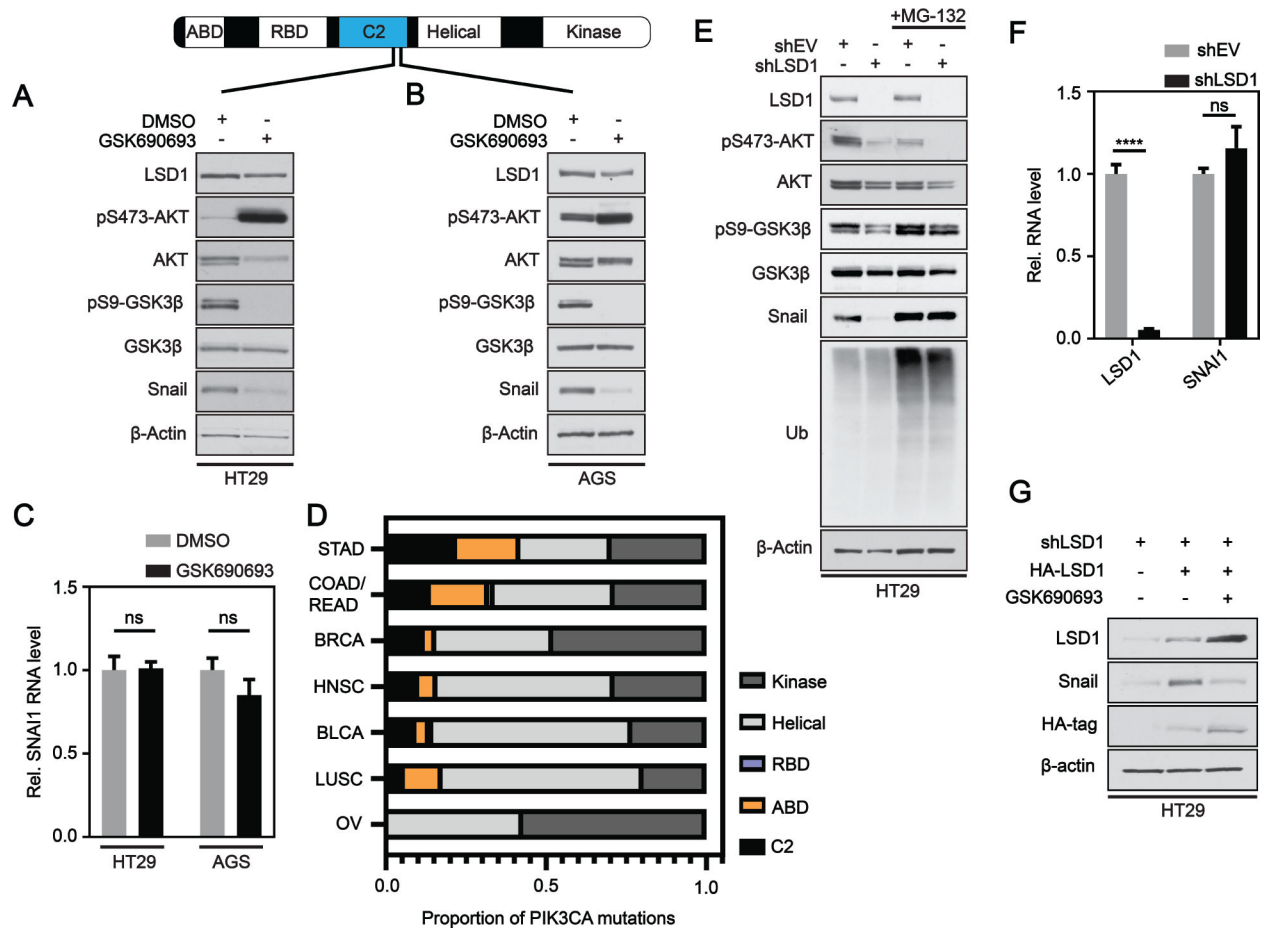 ABD RBD C2 Helical Kinase
A
DMSO + -
GSK690693 - +
LSD1
pS473-AKT
AKT
pS9-GSK3β
GSK3β
Snail
β-Actin
HT29
B
DMSO + -
GSK690693 - +
LSD1
pS473-AKT
AKT
pS9-GSK3β
GSK3β
Snail
β-Actin
AGS
C
DMSO
GSK690693
Rel. SNAI1 RNA level
1.5
1.0
0.5
0.0
ns ns
HT29 AGS
D
STAD
COAD/
READ
BRCA
HNSC
BLCA
LUSC
OV
0.0 0.5 1.0
Proportion of PIK3CA mutations
Kinase
Helical
RBD
ABD
C2
E
+MG-132
shEV + - + -
shLSD1 - + - +
LSD1
pS473-AKT
AKT
pS9-GSK3β
GSK3β
Snail
Ub
β-Actin
HT29
F
shEV
shLSD1
Rel. RNA level
1.5
1.0
0.5
0.0
**** ns
LSD1 SNAI1
G
shLSD1 + + +
HA-LSD1 - + +
GSK690693 - - +
LSD1
Snail
HA-tag
β-actin
HT29